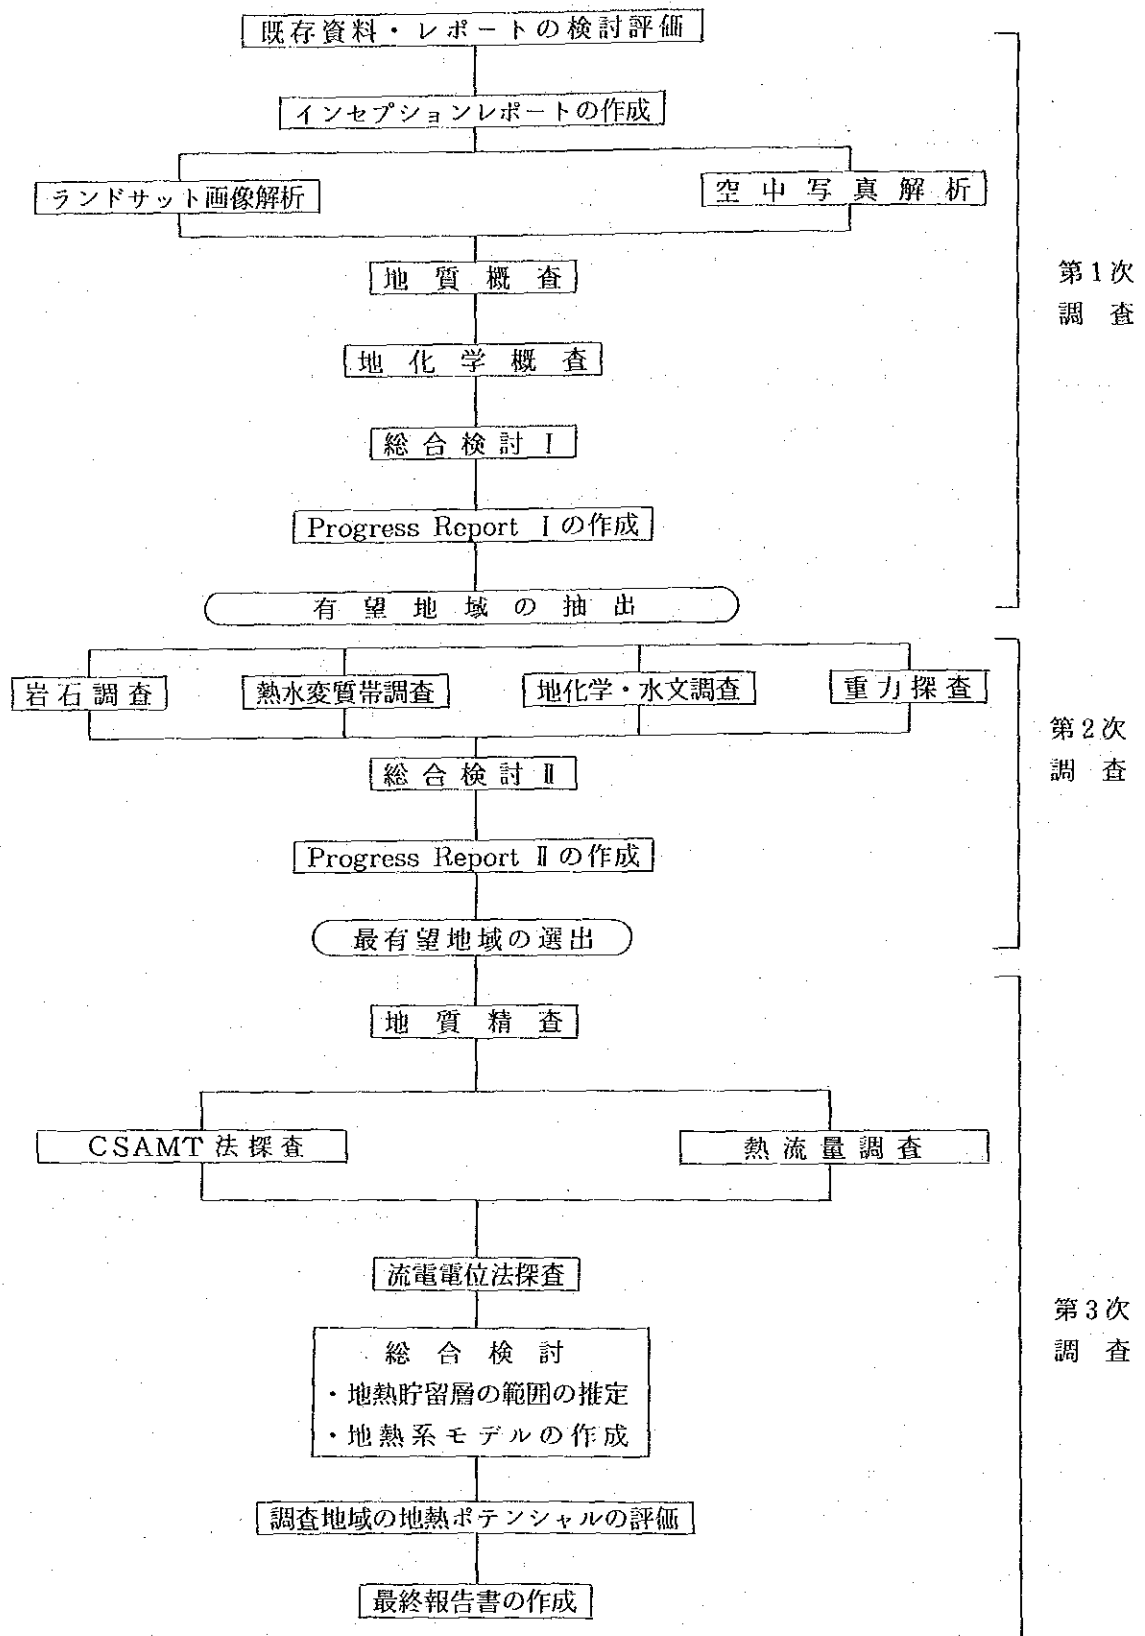 既存資料・レポートの検討評価
インセプションレポートの作成
ランドサット画像解析
空中写真解析
地質概査
地化学概査
総合検討Ⅰ
Progress Report Ⅰの作成
有望地域の抽出
第1次
調査
岩石調査
熱水変質帯調査
地化学・水文調査
重力探査
総合検討Ⅱ
Progress Report Ⅱの作成
最有望地域の選出
第2次
調査
地質精査
CSAMT法探査
熱流量調査
流電電位法探査
総合検討
・地熱貯留層の範囲の推定
・地熱系モデルの作成
調査地域の地熱ポテンシャルの評価
最終報告書の作成
第3次
調査